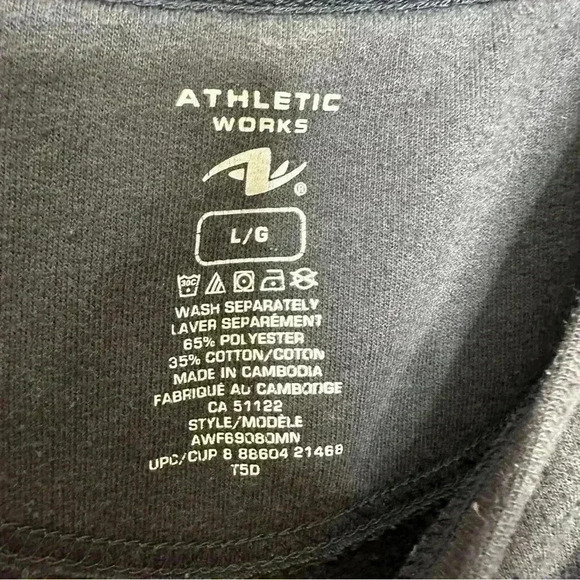 ATHLETIC
WORKS
®
L/G
30C
WASH SEPARATELY
LAVER SEPARÉMENT
65% POLYESTER
35% COTTON/COTON
MADE IN CAMBODIA
FABRIQUÉ AU CAMBODGE
CA 51122
STYLE/MODÈLE
AWF69080MN
UPC/CUP 8 88604 21468
T5D